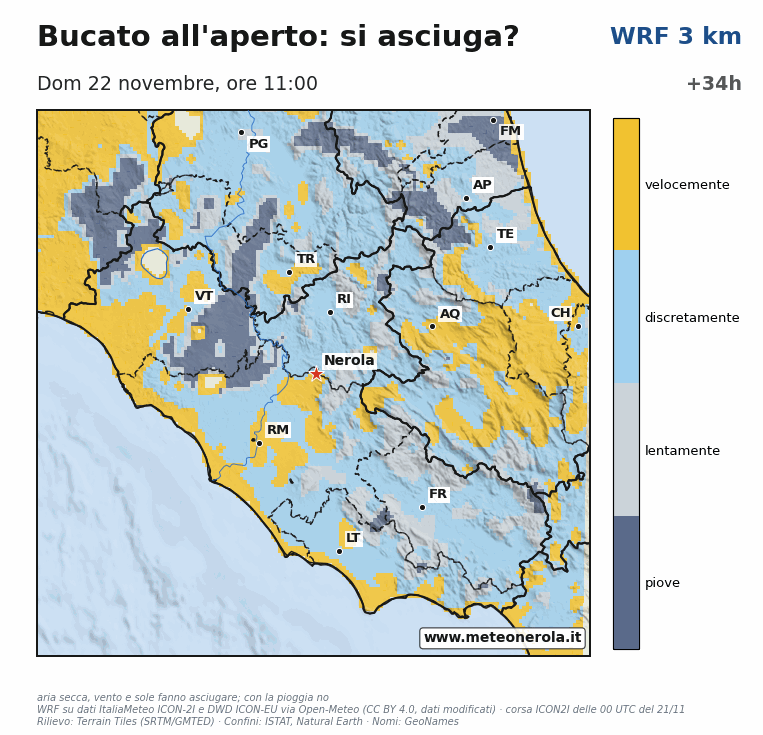 Bucato all'aperto: si asciuga?
WRF 3 km
Dom 22 novembre, ore 11:00
+34h
FM
PG
AP
TE
TR
VT
RI
AQ
CH
Nerola
RM
FR
LT
www.meteonerola.it
velocemente
discretamente
lentamente
piove
aria secca, vento e sole fanno asciugare; con la pioggia no
WRF su dati ItaliaMeteo ICON-2I e DWD ICON-EU via Open-Meteo (CC BY 4.0, dati modificati) · corsa ICON2I delle 00 UTC del 21/11
Rilievo: Terrain Tiles (SRTM/GMTED) · Confini: ISTAT, Natural Earth · Nomi: GeoNames